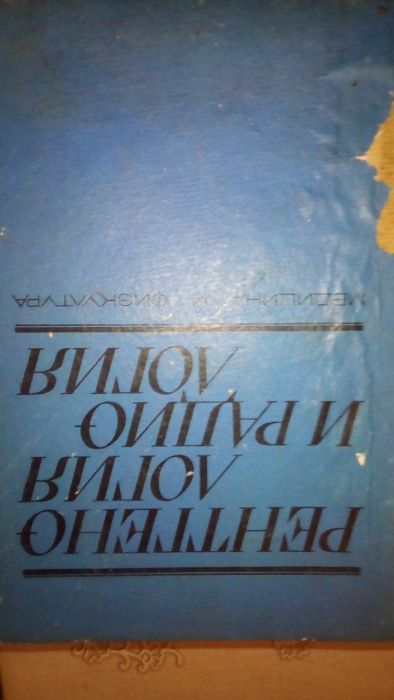 РЕНТГЕНО
ЛОГИЯ
И РАДИО
ЛОГИЯ
МЕДИЦИНА И ФИЗКУЛТУРА